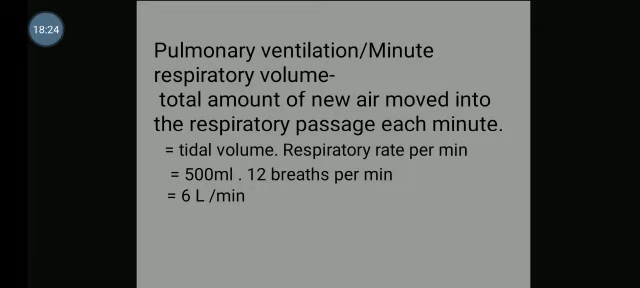 18:24
Pulmonary ventilation/Minute
respiratory volume-
total amount of new air moved into
the respiratory passage each minute.
= tidal volume. Respiratory rate per min
= 500ml . 12 breaths per min
= 6 L /min